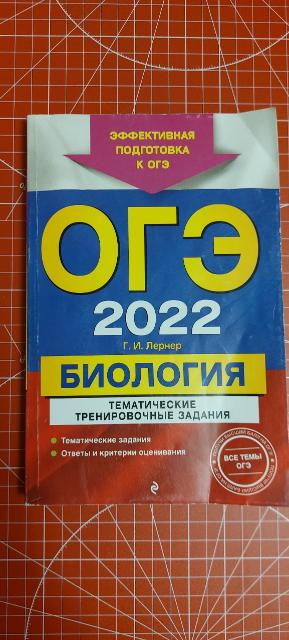 ЭФФЕКТИВНАЯ
ПОДГОТОВКА
К ОГЭ
ОГЭ
2022
Г. И. Лернер
БИОЛОГИЯ
ТЕМАТИЧЕСКИЕ
ТРЕНИРОВОЧНЫЕ ЗАДАНИЯ
Тематические задания
Ответы и критерии оценивания
ВСЕ ТЕМЫ
ОГЭ